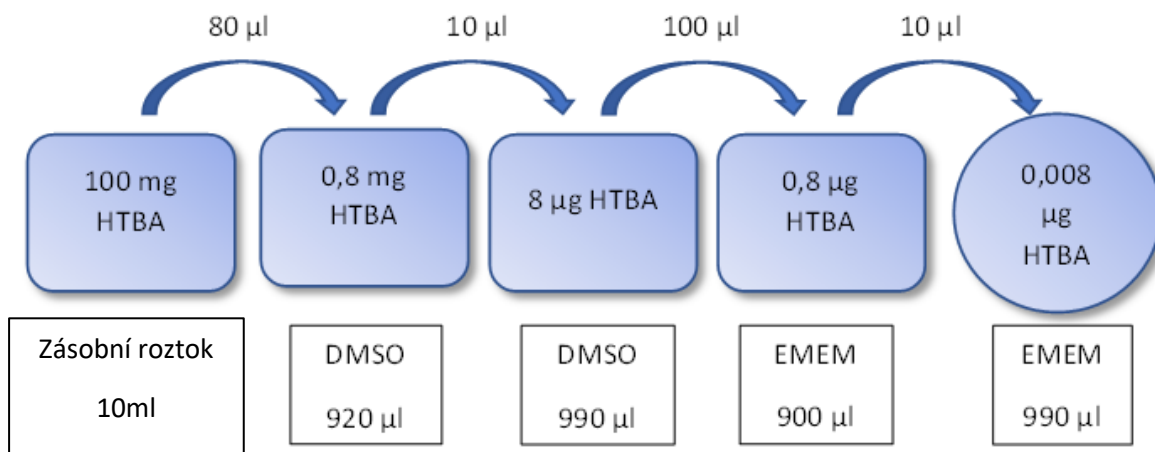 80 µl
10 µl
100 µl
10 µl
100 mg
HTBA
0,8 mg
HTBA
8 µg HTBA
0,8 µg
HTBA
0,008
µg
HTBA
Zásobní roztok
10ml
DMSO
920 µl
DMSO
990 µl
EMEM
900 µl
EMEM
990 µl